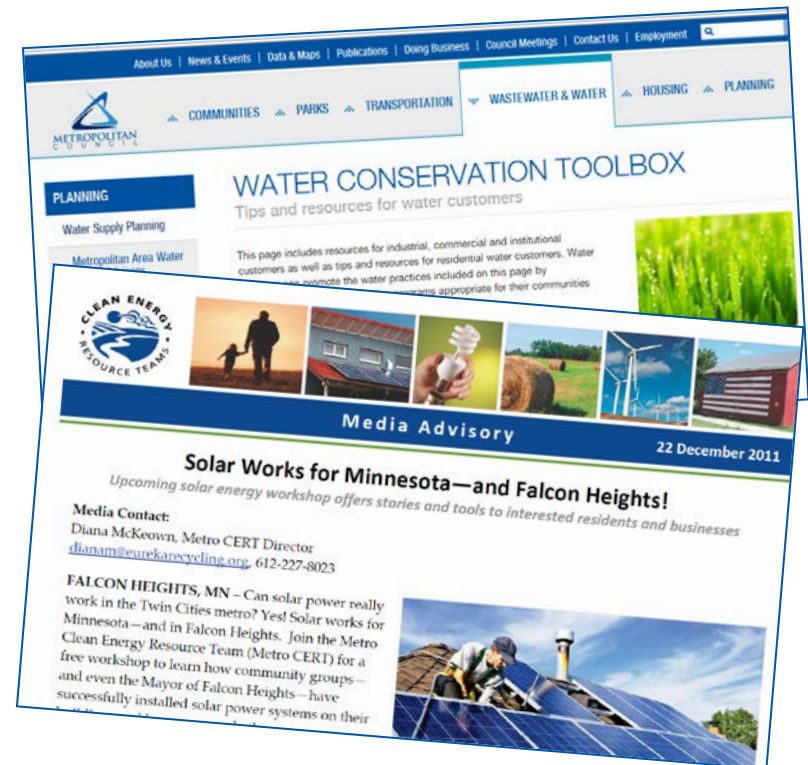 About Us | News & Events | Data & Maps | Publications | Doing Business | Council Meetings | Contact Us | Employment
METROPOLITAN
COUNCIL
COMMUNITIES
PARKS
TRANSPORTATION
WASTEWATER & WATER
HOUSING
PLANNING
PLANNING
Water Supply Planning
Metropolitan Area Water
WATER CONSERVATION TOOLBOX
Tips and resources for water customers
This page includes resources for industrial, commercial and institutional
customers as well as tips and resources for residential water customers. Water
promote the water practices included on this page by
programs appropriate for their communities
CLEAN ENERGY
RESOURCE TEAMS
Media Advisory
22 December 2011
Solar Works for Minnesota—and Falcon Heights!
Upcoming solar energy workshop offers stories and tools to interested residents and businesses
Media Contact:
Diana McKeown, Metro CERT Director
dianam@eurekarecycling.org, 612-227-8023
FALCON HEIGHTS, MN – Can solar power really
work in the Twin Cities metro? Yes! Solar works for
Minnesota—and in Falcon Heights. Join the Metro
Clean Energy Resource Team (Metro CERT) for a
free workshop to learn how community groups—
and even the Mayor of Falcon Heights—have
successfully installed solar power systems on their